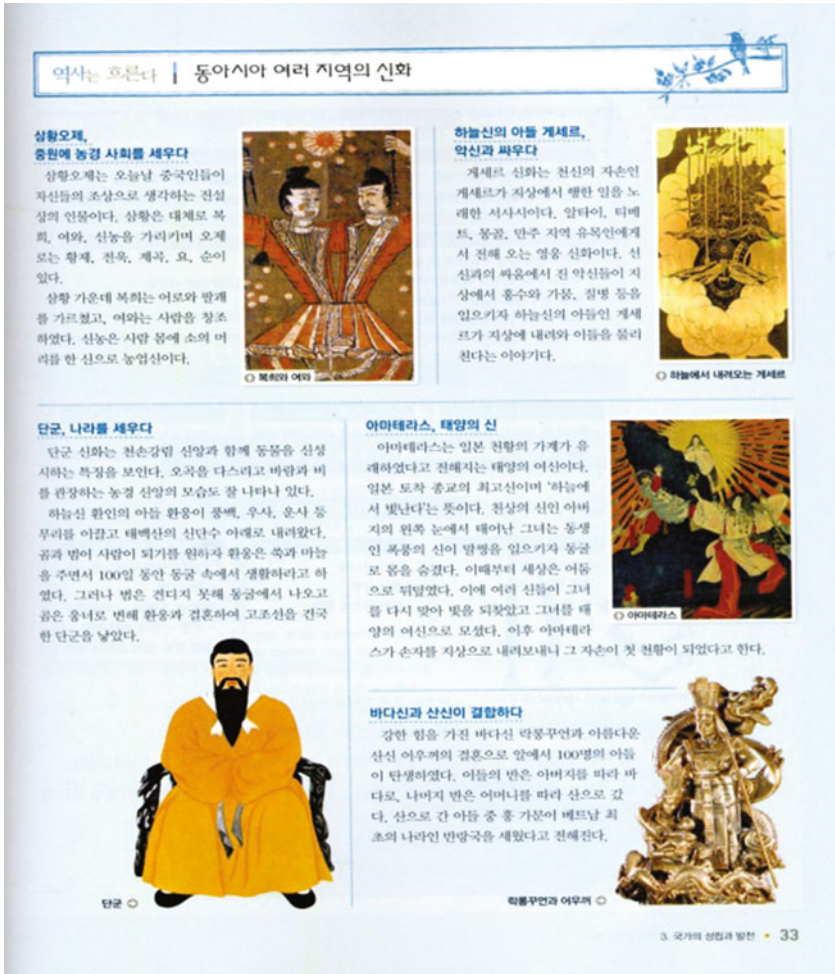 역사는 흐른다 | 동아시아 여러 지역의 신화
삼황오제,
중원에 농경 사회를 세우다
삼황오제는 오늘날 중국인들이
자신들의 조상으로 생각하는 전설
상의 인물이다. 삼황은 대체로 복
희, 여와, 신농을 가리키며 오제
로는 황제, 전욱, 제곡, 요, 순이
있다.
삼황 가운데 복희는 어로와 팔괘
를 가르쳤고, 여와는 사람을 창조
하였다. 신농은 사람 몸에 소의 머
리를 한 신으로 농업신이다.
복희와 여와
하늘신의 아들 게세르,
악신과 싸우다
게세르 신화는 천신의 자손인
게세르가 지상에서 행한 일을 노
래한 서사시이다. 알타이, 티베
트, 몽골, 만주 지역 유목인에게
서 전해 오는 영웅 신화이다. 선
신과의 싸움에서 진 악신들이 지
상에서 홍수와 가뭄, 질병 등을
일으키자 하늘신의 아들인 게세
르가 지상에 내려와 이들을 물리
친다는 이야기다.
하늘에서 내려오는 게세르
단군, 나라를 세우다
단군 신화는 천손강림 신앙과 함께 동물을 신성
시하는 특징을 보인다. 오곡을 다스리고 바람과 비
를 관장하는 농경 신앙의 모습도 잘 나타나 있다.
하늘신 환인의 아들 환웅이 풍백, 우사, 운사 등
무리를 이끌고 태백산의 신단수 아래로 내려왔다.
곰과 범이 사람이 되기를 원하자 환웅은 쑥과 마늘
을 주면서 100일 동안 동굴 속에서 생활하라고 하
였다. 그러나 범은 견디지 못해 동굴에서 나오고
곰은 웅녀로 변해 환웅과 결혼하여 고조선을 건국
한 단군을 낳았다.
단군
아마테라스, 태양의 신
아마테라스는 일본 천황의 가계가 유
래하였다고 전해지는 태양의 여신이다.
일본 토착 종교의 최고신이며 '하늘에
서 빛난다'는 뜻이다. 천상의 신인 아버
지의 왼쪽 눈에서 태어난 그녀는 동생
인 폭풍의 신이 말썽을 일으키자 동굴
로 몸을 숨겼다. 이때부터 세상은 어둠
으로 뒤덮였다. 이에 여러 신들이 그녀
를 다시 맞아 빛을 되찾았고 그녀를 태
양의 여신으로 모셨다. 이후 아마테라
스가 손자를 지상으로 내려보내니 그 자손이 첫 천황이 되었다고 한다.
아마테라스
바다신과 산신이 결합하다
강한 힘을 가진 바다신 락롱꾸언과 아름다운
산신 어우꺼의 결혼으로 알에서 100명의 아들
이 탄생하였다. 이들의 반은 아버지를 따라 바
다로, 나머지 반은 어머니를 따라 산으로 갔
다. 산으로 간 아들 중 홍 가문이 베트남 최
초의 나라인 반랑국을 세웠다고 전해진다.
락롱꾸언과 어우꺼
3. 국가의 성립과 발전 • 33